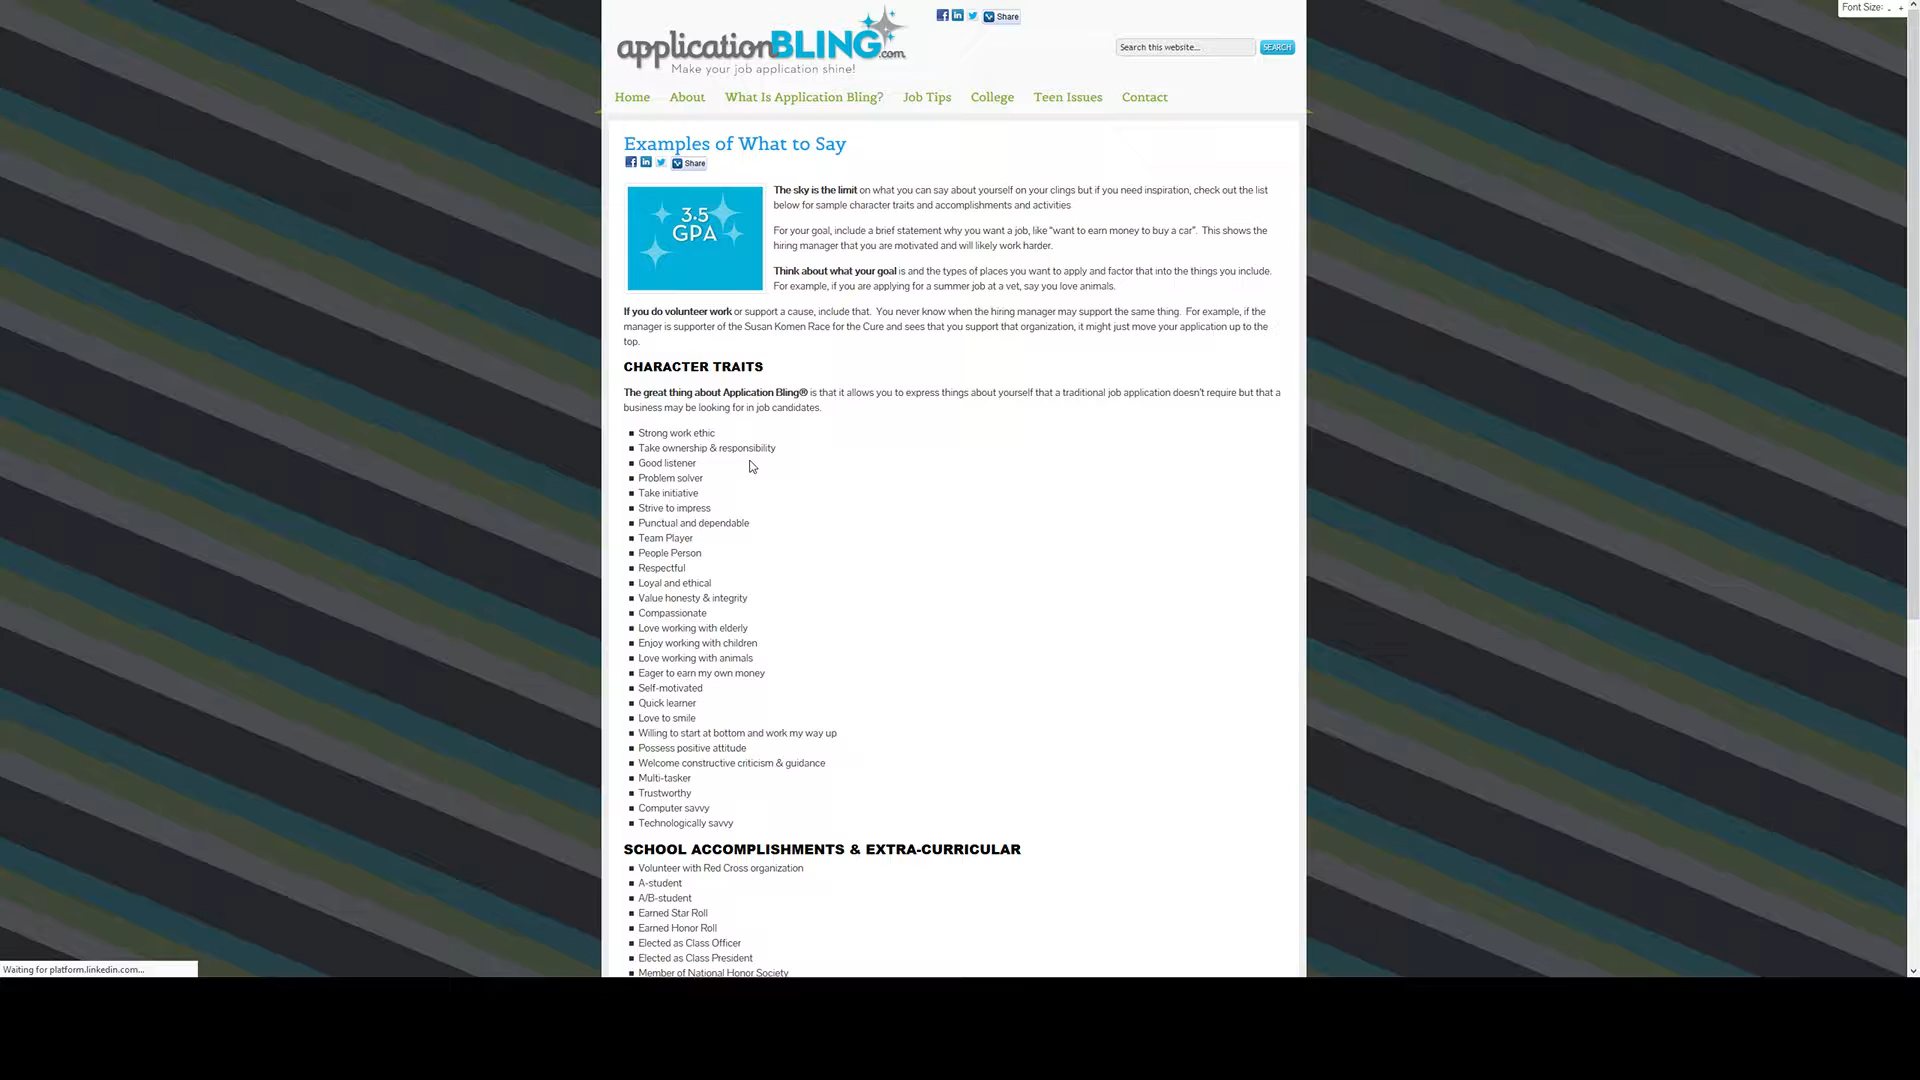 Font Size: - +
applicationBLING.com
Make your job application shine!
Share
Search this website...
SEARCH
Home About What Is Application Bling? Job Tips College Teen Issues Contact
Examples of What to Say
Share
3.5
GPA
The sky is the limit on what you can say about yourself on your clings but if you need inspiration, check out the list
below for sample character traits and accomplishments and activities
For your goal, include a brief statement why you want a job, like “want to earn money to buy a car”. This shows the
hiring manager that you are motivated and will likely work harder.
Think about what your goal is and the types of places you want to apply and factor that into the things you include.
For example, if you are applying for a summer job at a vet, say you love animals.
If you do volunteer work or support a cause, include that. You never know when the hiring manager may support the same thing. For example, if the
manager is supporter of the Susan Komen Race for the Cure and sees that you support that organization, it might just move your application up to the
top.
CHARACTER TRAITS
The great thing about Application Bling® is that it allows you to express things about yourself that a traditional job application doesn't require but that a
business may be looking for in job candidates.
Strong work ethic
Take ownership & responsibility
Good listener
Problem solver
Take initiative
Strive to impress
Punctual and dependable
Team Player
People Person
Respectful
Loyal and ethical
Value honesty & integrity
Compassionate
Love working with elderly
Enjoy working with children
Love working with animals
Eager to earn my own money
Self-motivated
Quick learner
Love to smile
Willing to start at bottom and work my way up
Possess positive attitude
Welcome constructive criticism & guidance
Multi-tasker
Trustworthy
Computer savvy
Technologically savvy
SCHOOL ACCOMPLISHMENTS & EXTRA-CURRICULAR
Volunteer with Red Cross organization
A-student
A/B-student
Earned Star Roll
Earned Honor Roll
Elected as Class Officer
Elected as Class President
Member of National Honor Society
Waiting for platform.linkedin.com...